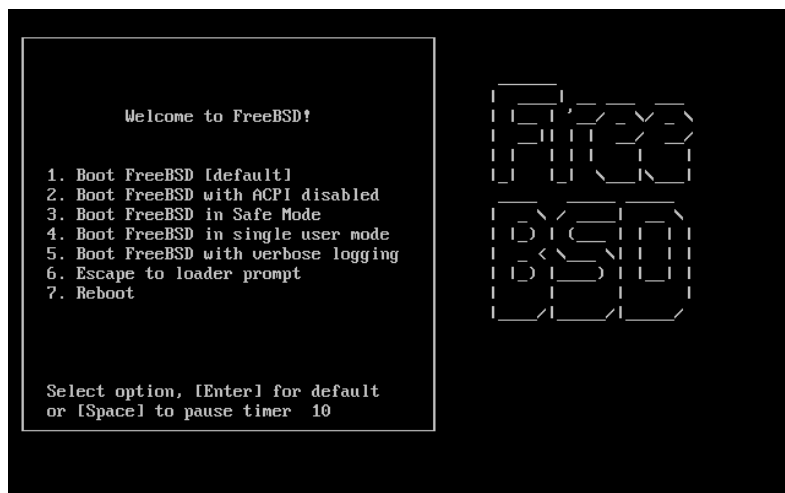 Welcome to FreeBSD!
1. Boot FreeBSD [default]
2. Boot FreeBSD with ACPI disabled
3. Boot FreeBSD in Safe Mode
4. Boot FreeBSD in single user mode
5. Boot FreeBSD with verbose logging
6. Escape to loader prompt
7. Reboot
Select option, [Enter] for default
or [Space] to pause timer 10
Free
BSD